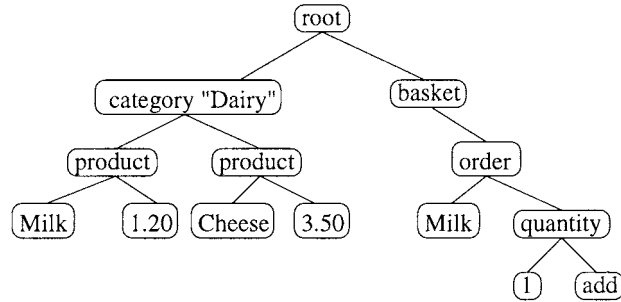 root
category "Dairy" basket
product product order
Milk 1.20 Cheese 3.50 Milk quantity
1 add